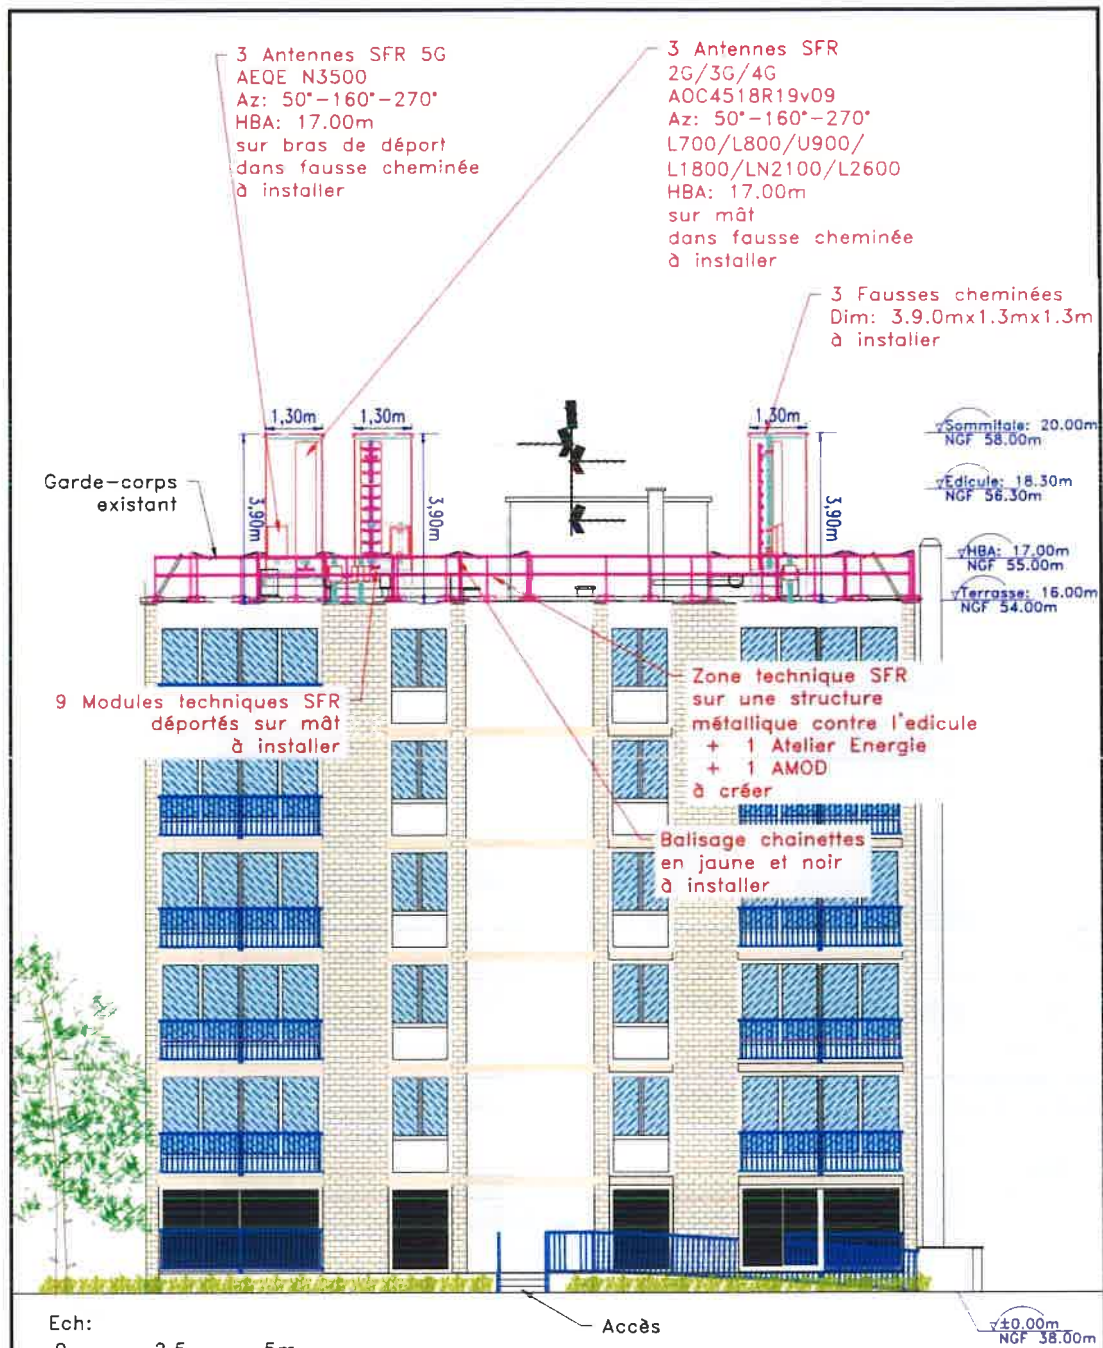 3 Antennes SFR 5G
AEQE N3500
Az: 50°-160°-270°
HBA: 17.00m
sur bras de déport
dans fausse cheminée
à installer
3 Antennes SFR
2G/3G/4G
AOC4518R19v09
Az: 50°-160°-270°
L700/L800/U900/
L1800/LN2100/L2600
HBA: 17.00m
sur mât
dans fausse cheminée
à installer
3 Fausses cheminées
Dim: 3.9.0mx1.3mx1.3m
à installer
1,30m
1,30m
1,30m
Sommitale: 20.00m
NGF 58.00m
Garde-corps
existant
3,90m
3,90m
3,90m
Edicule: 18.30m
NGF 56.30m
HBA: 17.00m
NGF 55.00m
Terrasse: 16.00m
NGF 54.00m
9 Modules techniques SFR
déportés sur mât
à installer
Zone technique SFR
sur une structure
métallique contre l'edicule
+ 1 Atelier Energie
+ 1 AMOD
à créer
Balisage chainettes
en jaune et noir
à installer
Ech:
0 2.5 5m
Accès
±0.00m
NGF 38.00m